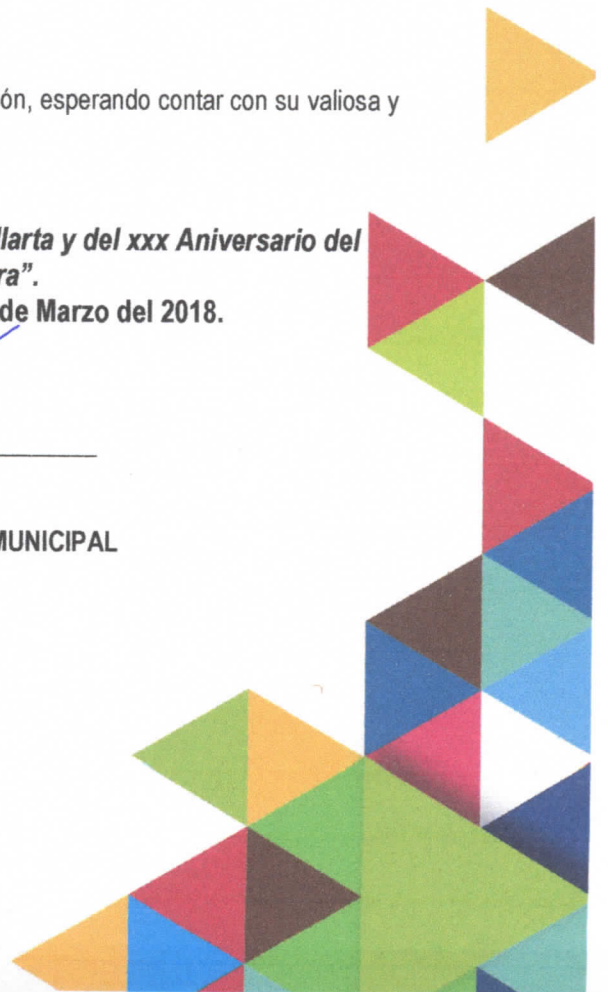 ón, esperando contar con su valiosa y
llarta y del xxx Aniversario del
ra”.
de Marzo del 2018.
MUNICIPAL